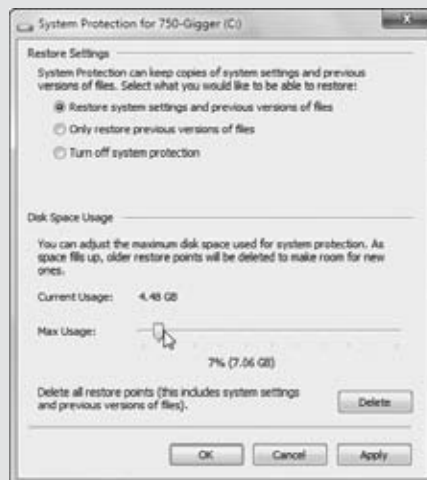 System Protection for 750-Gigger (C:)
Restore Settings
System Protection can keep copies of system settings and previous
versions of files. Select what you would like to be able to restore:
Restore system settings and previous versions of files
Only restore previous versions of files
Turn off system protection
Disk Space Usage
You can adjust the maximum disk space used for system protection. As
space fills up, older restore points will be deleted to make room for new
ones.
Current Usage: 4.48 GB
Max Usage:
7% (7.06 GB)
Delete all restore points (this includes system settings
and previous versions of files).
Delete
OK Cancel Apply